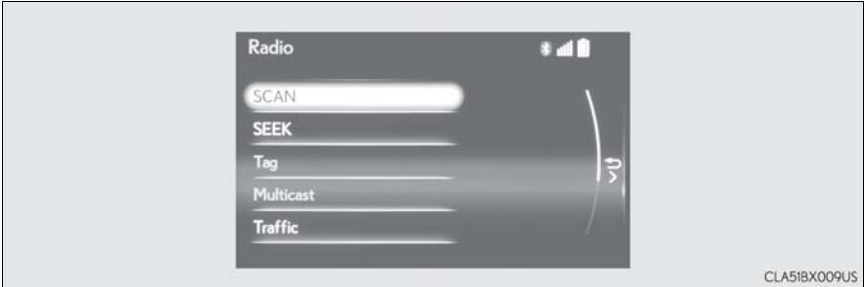 Radio
SCAN
SEEK
Tag
Multicast
Traffic
CLA51BX009US